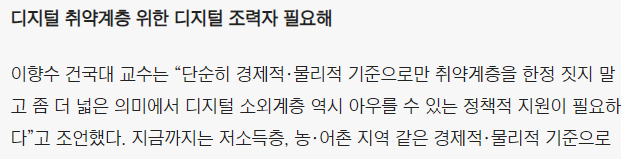 디지털 취약계층 위한 디지털 조력자 필요해
이향수 건국대 교수는 “단순히 경제적·물리적 기준으로만 취약계층을 한정 짓지 말
고 좀 더 넓은 의미에서 디지털 소외계층 역시 아우를 수 있는 정책적 지원이 필요하
다”고 조언했다. 지금까지는 저소득층, 농·어촌 지역 같은 경제적·물리적 기준으로